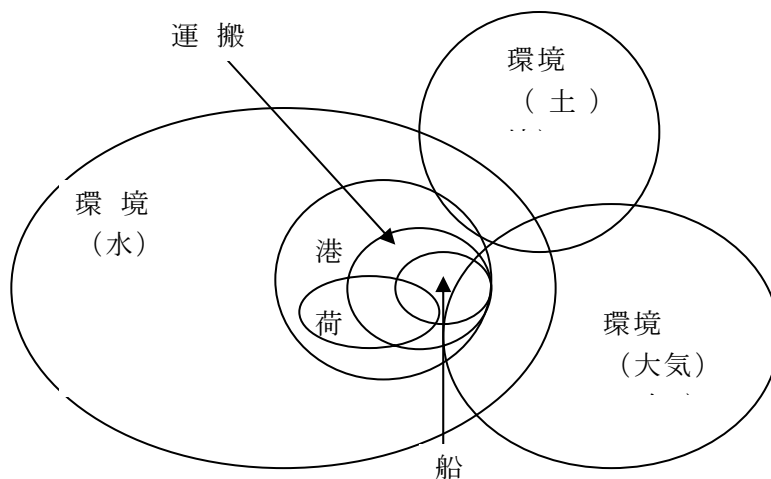 運 搬
環境
（ 土 ）
環 境
（水）
港
荷
環境
（大気）
船